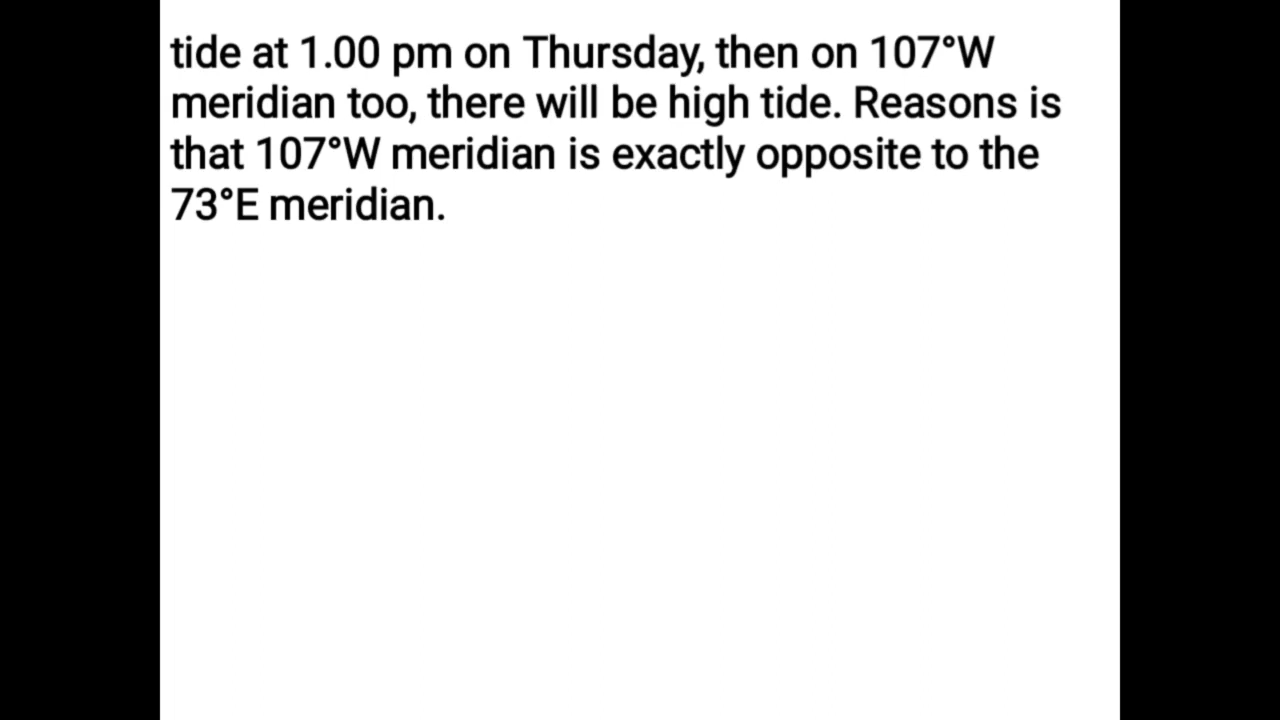 tide at 1.00 pm on Thursday, then on 107°W
meridian too, there will be high tide. Reasons is
that 107°W meridian is exactly opposite to the
73°E meridian.